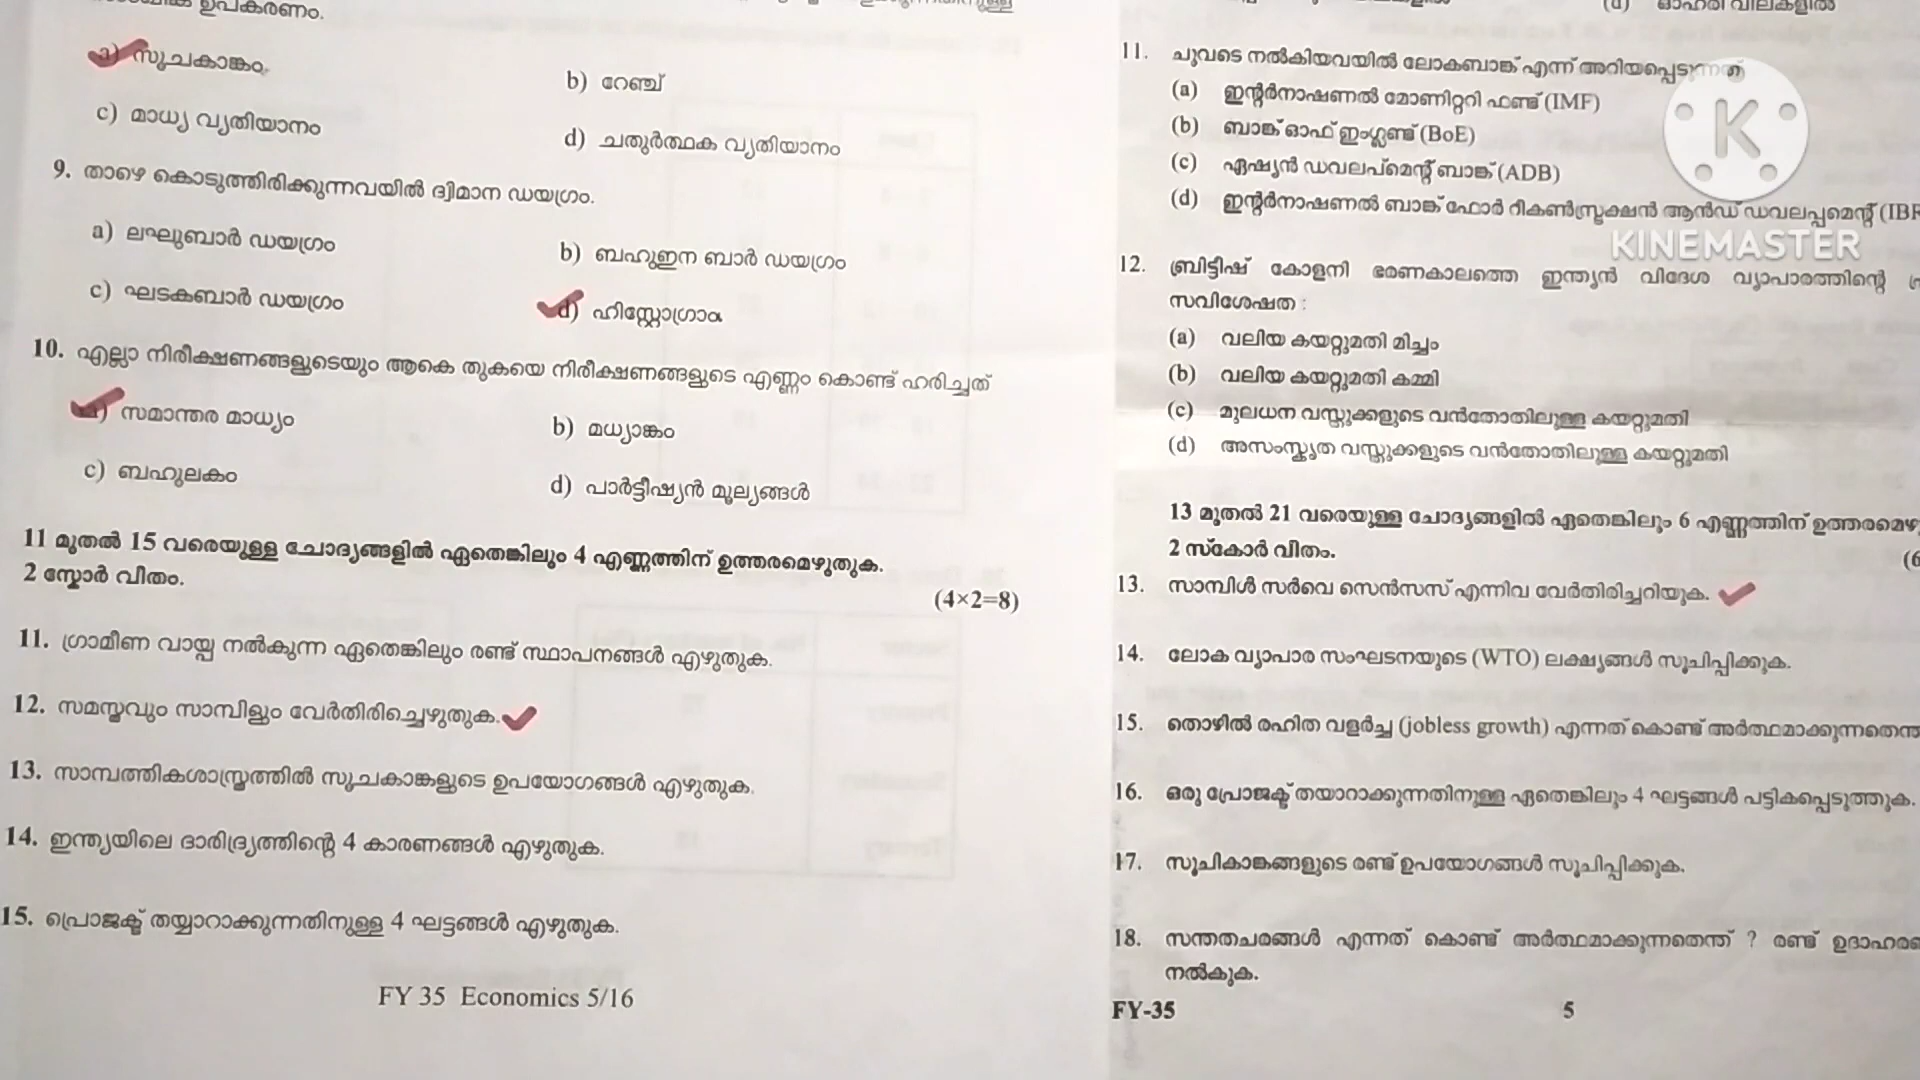 ഉപകരണം.
a) സൂചകാങ്കം
b) റേഞ്ച്
c) മാധ്യ വ്യതിയാനം
d) ചതുർത്ഥക വ്യതിയാനം
9. താഴെ കൊടുത്തിരിക്കുന്നവയിൽ ദ്വിമാന ഡയഗ്രം.
a) ലഘുബാർ ഡയഗ്രം
b) ബഹുഇന ബാർ ഡയഗ്രം
c) ഘടകബാർ ഡയഗ്രം
d) ഹിസ്റ്റോഗ്രാം
10. എല്ലാ നിരീക്ഷണങ്ങളുടെയും ആകെ തുകയെ നിരീക്ഷണങ്ങളുടെ എണ്ണം കൊണ്ട് ഹരിച്ചത്
a) സമാന്തര മാധ്യം
b) മധ്യാങ്കം
c) ബഹുലകം
d) പാർട്ടീഷ്യൻ മൂല്യങ്ങൾ
11 മുതൽ 15 വരെയുള്ള ചോദ്യങ്ങളിൽ ഏതെങ്കിലും 4 എണ്ണത്തിന് ഉത്തരമെഴുതുക.
2 സ്കോർ വീതം.
(4×2=8)
11. ഗ്രാമീണ വായ്പ നൽകുന്ന ഏതെങ്കിലും രണ്ട് സ്ഥാപനങ്ങൾ എഴുതുക.
12. സമസ്തവും സാമ്പിളും വേർതിരിച്ചെഴുതുക.
13. സാമ്പത്തികശാസ്ത്രത്തിൽ സൂചകാങ്കളുടെ ഉപയോഗങ്ങൾ എഴുതുക.
14. ഇന്ത്യയിലെ ദാരിദ്ര്യത്തിന്റെ 4 കാരണങ്ങൾ എഴുതുക.
15. പ്രൊജക്ട് തയ്യാറാക്കുന്നതിനുള്ള 4 ഘട്ടങ്ങൾ എഴുതുക.
FY 35 Economics 5/16
(d) ഓഹരി വിലകളിൽ
11. ചുവടെ നൽകിയവയിൽ ലോകബാങ്ക് എന്ന് അറിയപ്പെടുന്നത്
(a) ഇന്റർനാഷണൽ മോണിറ്ററി ഫണ്ട് (IMF)
(b) ബാങ്ക് ഓഫ് ഇംഗ്ലണ്ട് (BoE)
(c) ഏഷ്യൻ ഡവലപ്മെന്റ് ബാങ്ക് (ADB)
(d) ഇന്റർനാഷണൽ ബാങ്ക് ഫോർ റീകൺസ്ട്രക്ഷൻ ആൻഡ് ഡവലപ്പമെന്റ്
KINEMASTER
12. ബ്രിട്ടീഷ് കോളനി ഭരണകാലത്തെ ഇന്ത്യൻ വിദേശ വ്യാപാരത്തിന്റെ
സവിശേഷത :
(a) വലിയ കയറ്റുമതി മിച്ചം
(b) വലിയ കയറ്റുമതി കമ്മി
(c) മൂലധന വസ്തുക്കളുടെ വൻതോതിലുള്ള കയറ്റുമതി
(d) അസംസ്കൃത വസ്തുക്കളുടെ വൻതോതിലുള്ള കയറ്റുമതി
13 മുതൽ 21 വരെയുള്ള ചോദ്യങ്ങളിൽ ഏതെങ്കിലും 6 എണ്ണത്തിന്
2 സ്കോർ വീതം.
(6
13. സാമ്പിൾ സർവെ സെൻസസ് എന്നിവ വേർതിരിച്ചറിയുക.
14. ലോക വ്യാപാര സംഘടനയുടെ (WTO) ലക്ഷ്യങ്ങൾ സൂചിപ്പിക്കുക.
15. തൊഴിൽ രഹിത വളർച്ച (jobless growth) എന്നത് കൊണ്ട്
16. ഒരു പ്രോജക്ട് തയാറാക്കുന്നതിനുള്ള ഏതെങ്കിലും 4 ഘട്ടങ്ങൾ പട്ടികപ്പെടുത്തുക.
17. സൂചികാങ്കങ്ങളുടെ രണ്ട് ഉപയോഗങ്ങൾ സൂചിപ്പിക്കുക.
18. സന്തതചരങ്ങൾ എന്നത് കൊണ്ട് അർത്ഥമാക്കുന്നതെന്ത് ? രണ്ട്
നൽകുക.
FY-35
5